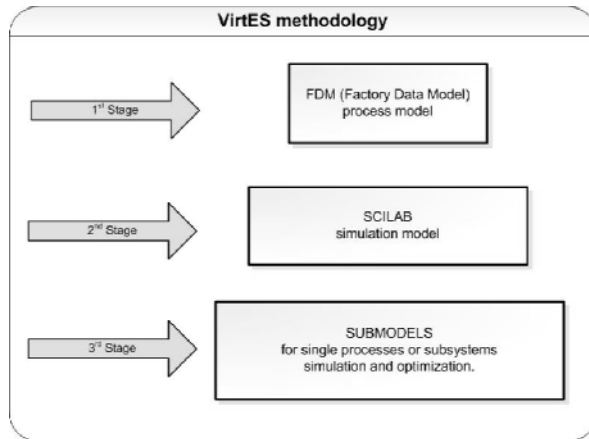 VirtES methodology
1st Stage
FDM (Factory Data Model)
process model
2nd Stage
SCILAB
simulation model
3rd Stage
SUBMODELS
for single processes or subsystems
simulation and optimization.